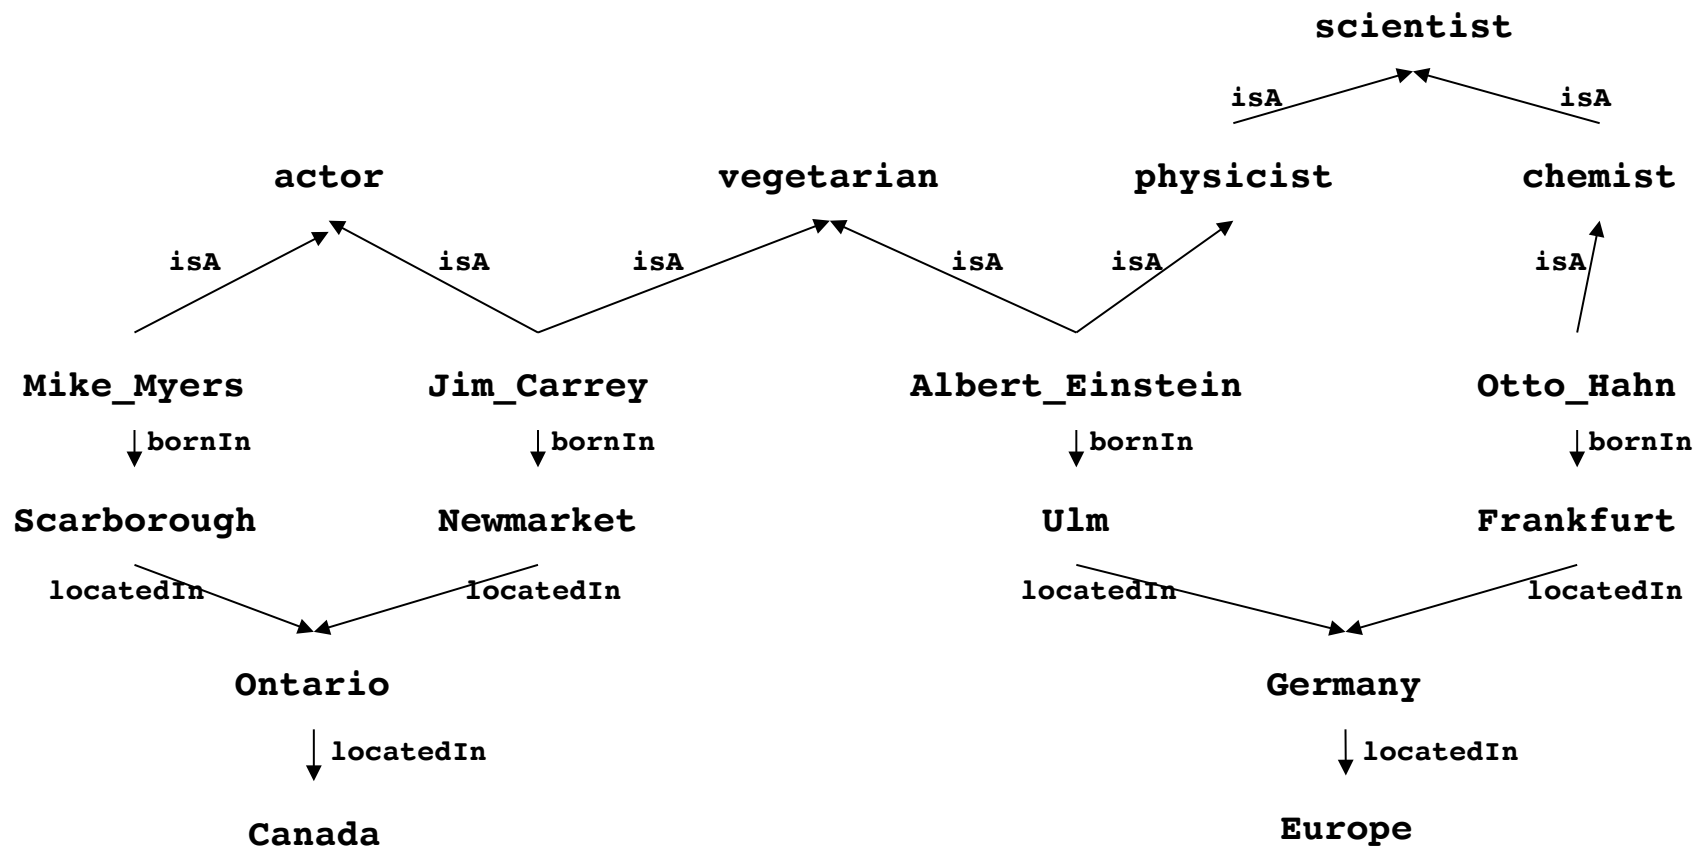 scientist
isA isA
actor vegetarian physicist chemist
isA isA isA isA isA isA
Mike_Myers Jim_Carrey Albert_Einstein Otto_Hahn
bornIn bornIn bornIn bornIn
Scarborough Newmarket Ulm Frankfurt
locatedIn locatedIn locatedIn locatedIn
Ontario Germany
locatedIn locatedIn
Canada Europe